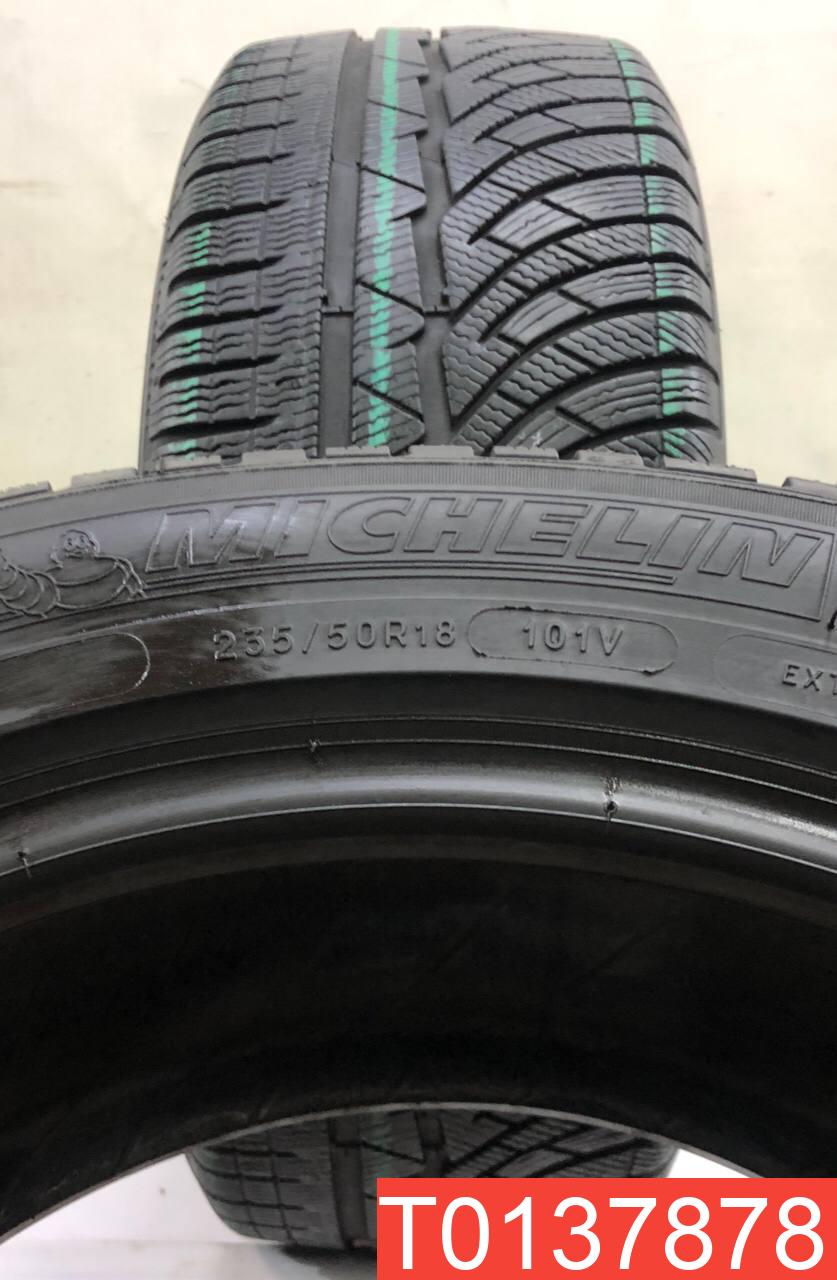 MICHELIN
235/50R18 101V
EXT
T0137878